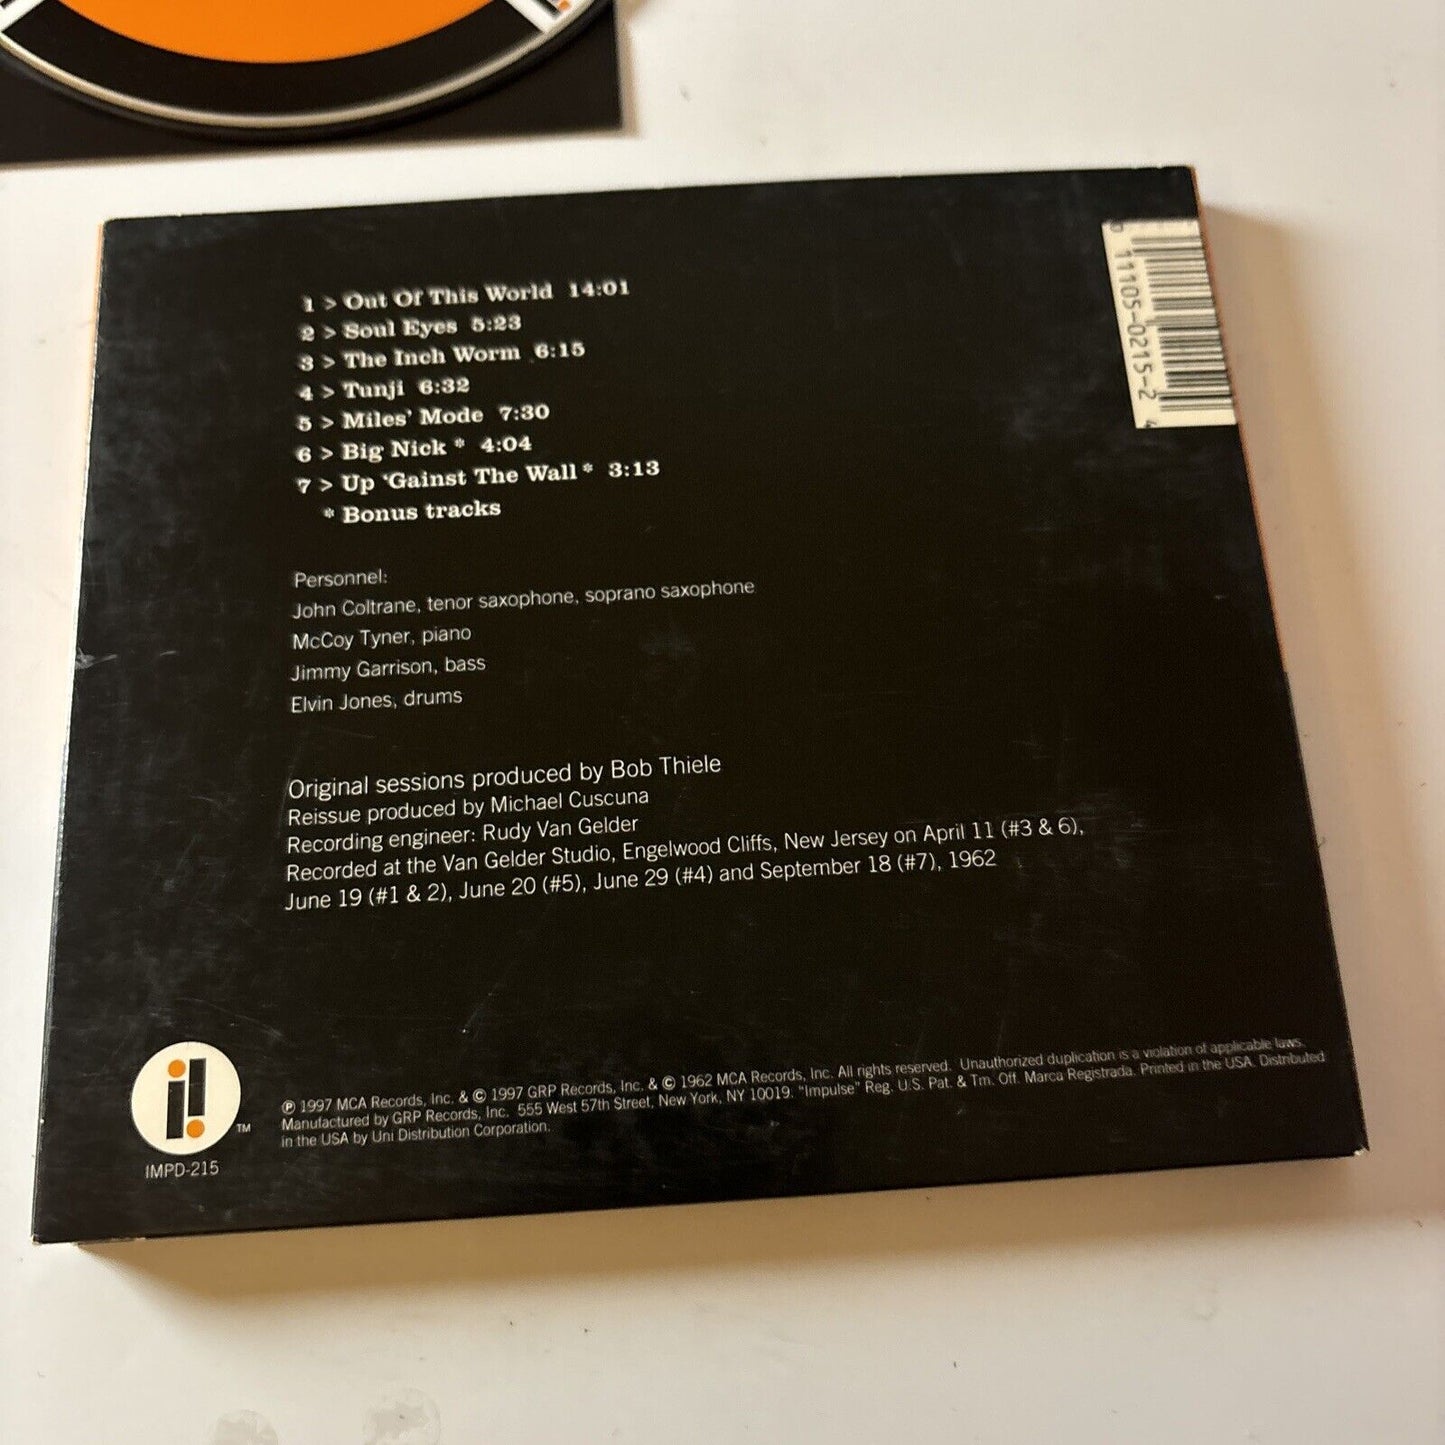 1 > Out Of This World 14:01
2 > Soul Eyes 5:23
3 > The Inch Worm 6:15
4 > Tunji 6:32
5 > Miles' Mode 7:30
6 > Big Nick * 4:04
7 > Up 'Gainst The Wall * 3:13
* Bonus tracks
Personnel:
John Coltrane, tenor saxophone, soprano saxophone
McCoy Tyner, piano
Jimmy Garrison, bass
Elvin Jones, drums
Original sessions produced by Bob Thiele
Reissue produced by Michael Cuscuna
Recording engineer: Rudy Van Gelder
Recorded at the Van Gelder Studio, Engelwood Cliffs, New Jersey on April 11 (#3 & 6),
June 19 (#1 & 2), June 20 (#5), June 29 (#4) and September 18 (#7), 1962
℗ 1997 MCA Records, Inc. & © 1997 GRP Records, Inc. & © 1962 MCA Records, Inc. All rights reserved. Unauthorized duplication is a violation of applicable laws.
Manufactured by GRP Records, Inc. 555 West 57th Street, New York, NY 10019. "Impulse" Reg. U.S. Pat. & Tm. Off. Marca Registrada. Printed in the USA. Distributed
in the USA by Uni Distribution Corporation.
i! TM
IMPD-215
0 11105-0215-2 4